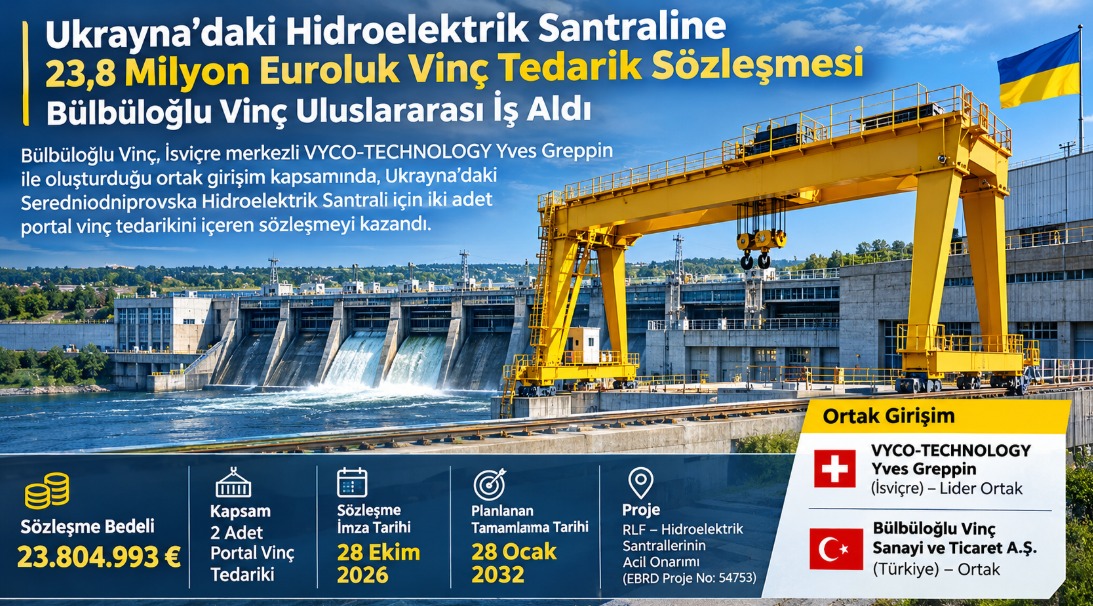 Ukrayna'daki Hidroelektrik Santraline
23,8 Milyon Euroluk Vinç Tedarik Sözleşmesi
Bülbüloğlu Vinç Uluslararası İş Aldı
Bülbüloğlu Vinç, İsviçre merkezli VYCO-TECHNOLOGY Yves Greppin
ile oluşturduğu ortak girişim kapsamında, Ukrayna'daki
Seredniodniprovska Hidroelektrik Santrali için iki adet
portal vinç tedarikini içeren sözleşmeyi kazandı.
Sözleşme Bedeli
23.804.993 €
Kapsam
2 Adet
Portal Vinç
Tedariki
Sözleşme
İmza Tarihi
28 Ekim
2026
Planlanan
Tamamlama Tarihi
28 Ocak
2032
Proje
RLF – Hidroelektrik
Santrallerinin
Acil Onarımı
(EBRD Proje No: 54753)
Ortak Girişim
VYCO-TECHNOLOGY
Yves Greppin
(İsviçre) – Lider Ortak
Bülbüloğlu Vinç
Sanayi ve Ticaret A.Ş.
(Türkiye) – Ortak